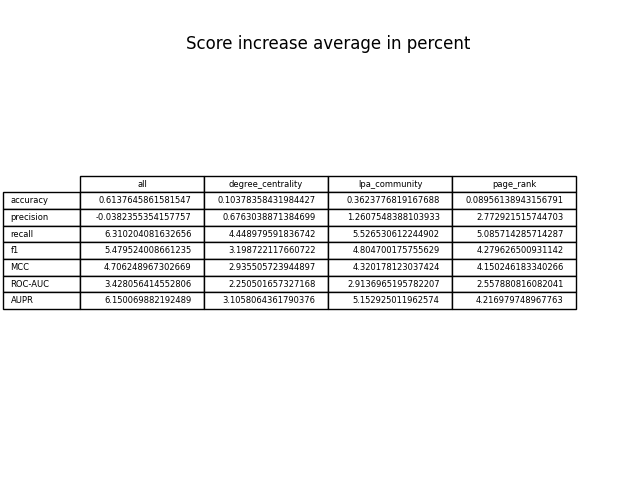 Score increase average in percent
all degree_centrality lpa_community page_rank
accuracy 0.6137645861581547 0.10378358431984427 0.3623776819167688 0.08956138943156791
precision -0.0382355354157757 0.6763038871384699 1.2607548838103933 2.772921515744703
recall 6.310204081632656 4.448979591836742 5.526530612244902 5.085714285714287
f1 5.479524008661235 3.198722117660722 4.804700175755629 4.279626500931142
MCC 4.706248967302669 2.935505723944897 4.320178123037424 4.150246183340266
ROC-AUC 3.428056414552806 2.250501657327168 2.9136965195782207 2.557880816082041
AUPR 6.150069882192489 3.1058064361790376 5.152925011962574 4.216979748967763